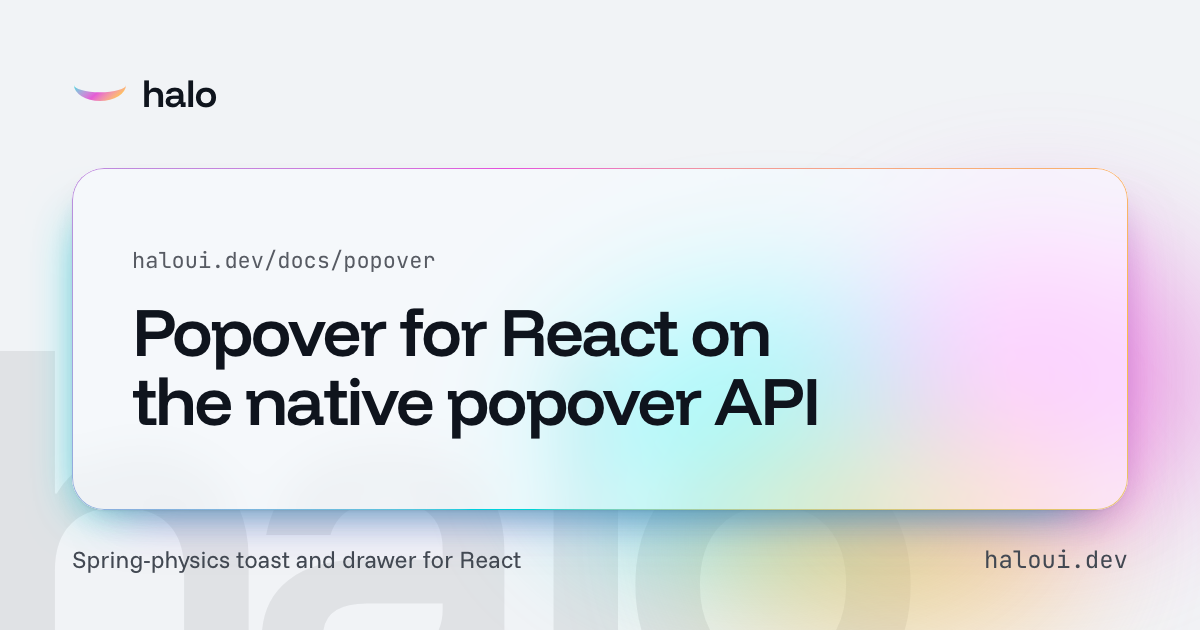 halo
haloui.dev/docs/popover
Popover for React on
the native popover API
Spring-physics toast and drawer for React
haloui.dev
halo